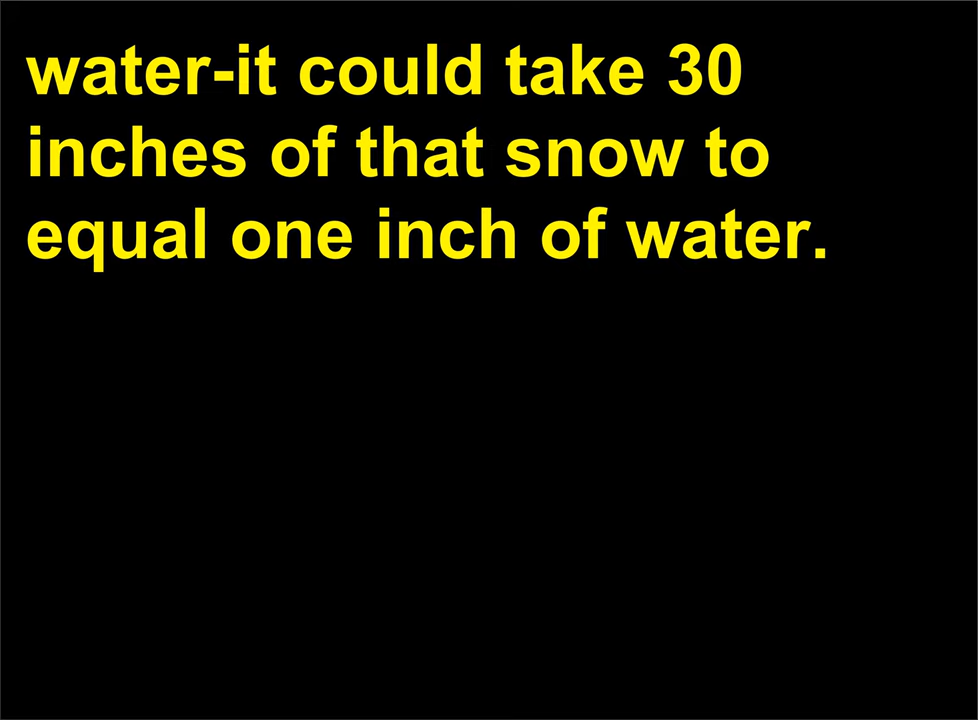 water-it could take 30
inches of that snow to
equal one inch of water.